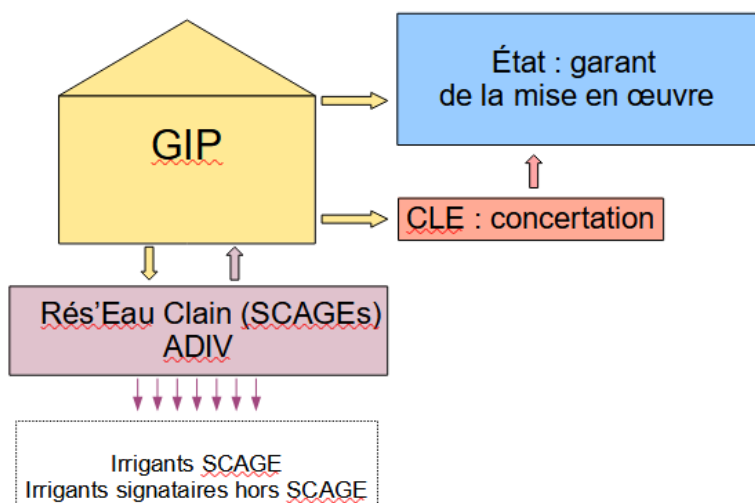 État : garant
de la mise en œuvre
GIP
CLE : concertation
Rés'Eau Clain (SCAGEs)
ADIV
Irrigants SCAGE
Irrigants signataires hors SCAGE